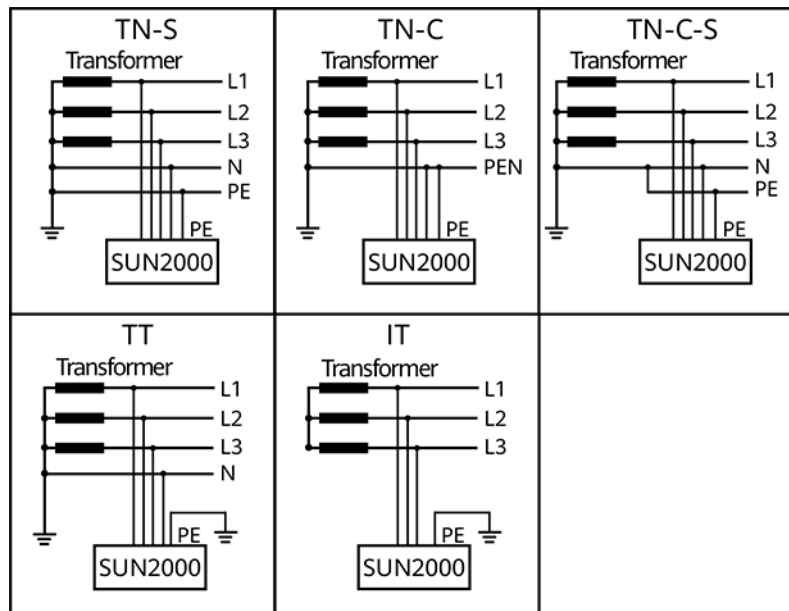 TN-S
Transformer
L1
L2
L3
N
PE
PE
SUN2000
TN-C
Transformer
L1
L2
L3
PEN
PE
SUN2000
TN-C-S
Transformer
L1
L2
L3
N
PE
PE
SUN2000
TT
Transformer
L1
L2
L3
N
PE
SUN2000
IT
Transformer
L1
L2
L3
PE
SUN2000